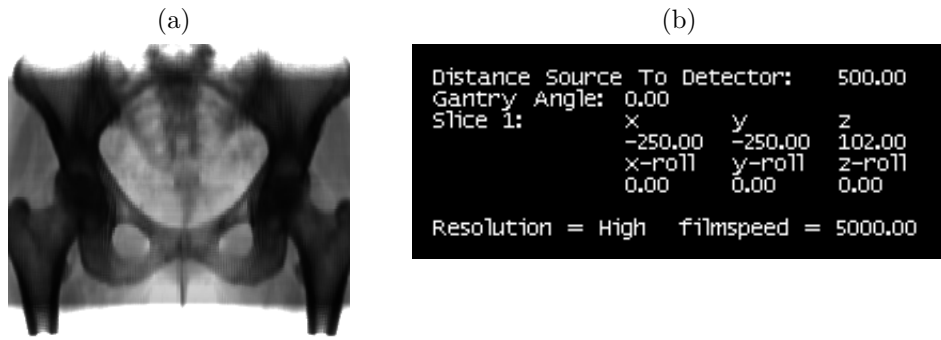 (a)
(b)
Distance Source To Detector: 500.00
Gantry Angle: 0.00
Slice 1: x y z
-250.00 -250.00 102.00
x-roll y-roll z-roll
0.00 0.00 0.00
Resolution = High filmspeed = 5000.00